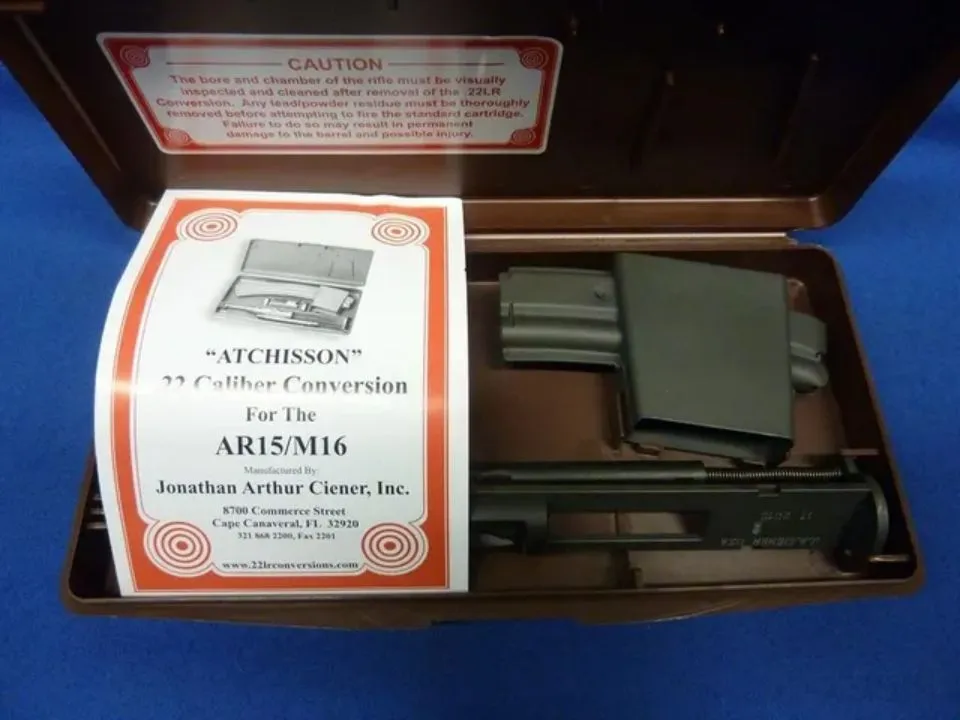 CAUTION
The bore and chamber of the rifle must be visually
inspected and cleaned after removal of the .22LR
Conversion. Any lead/powder residue must be thoroughly
removed before attempting to fire the standard cartridge.
Failure to do so may result in permanent
damage to the barrel and possible injury.
“ATCHISSON”
22 Caliber Conversion
For The
AR15/M16
Manufactured By:
Jonathan Arthur Ciener, Inc.
8700 Commerce Street
Cape Canaveral, FL 32920
321 868 2200, Fax 2201
www.22lrconversions.com
J.A.CIENER USA